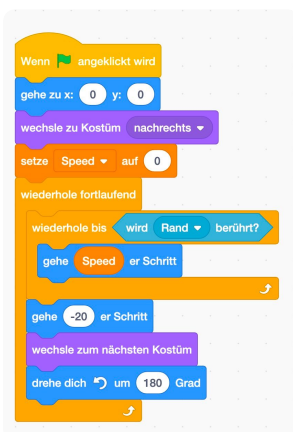 Wenn angeklickt wird
gehe zu x: 0 y: 0
wechsle zu Kostüm nachrechts
setze Speed auf 0
wiederhole fortlaufend
wiederhole bis wird Rand berührt?
gehe Speed er Schritt
gehe -20 er Schritt
wechsle zum nächsten Kostüm
drehe dich um 180 Grad